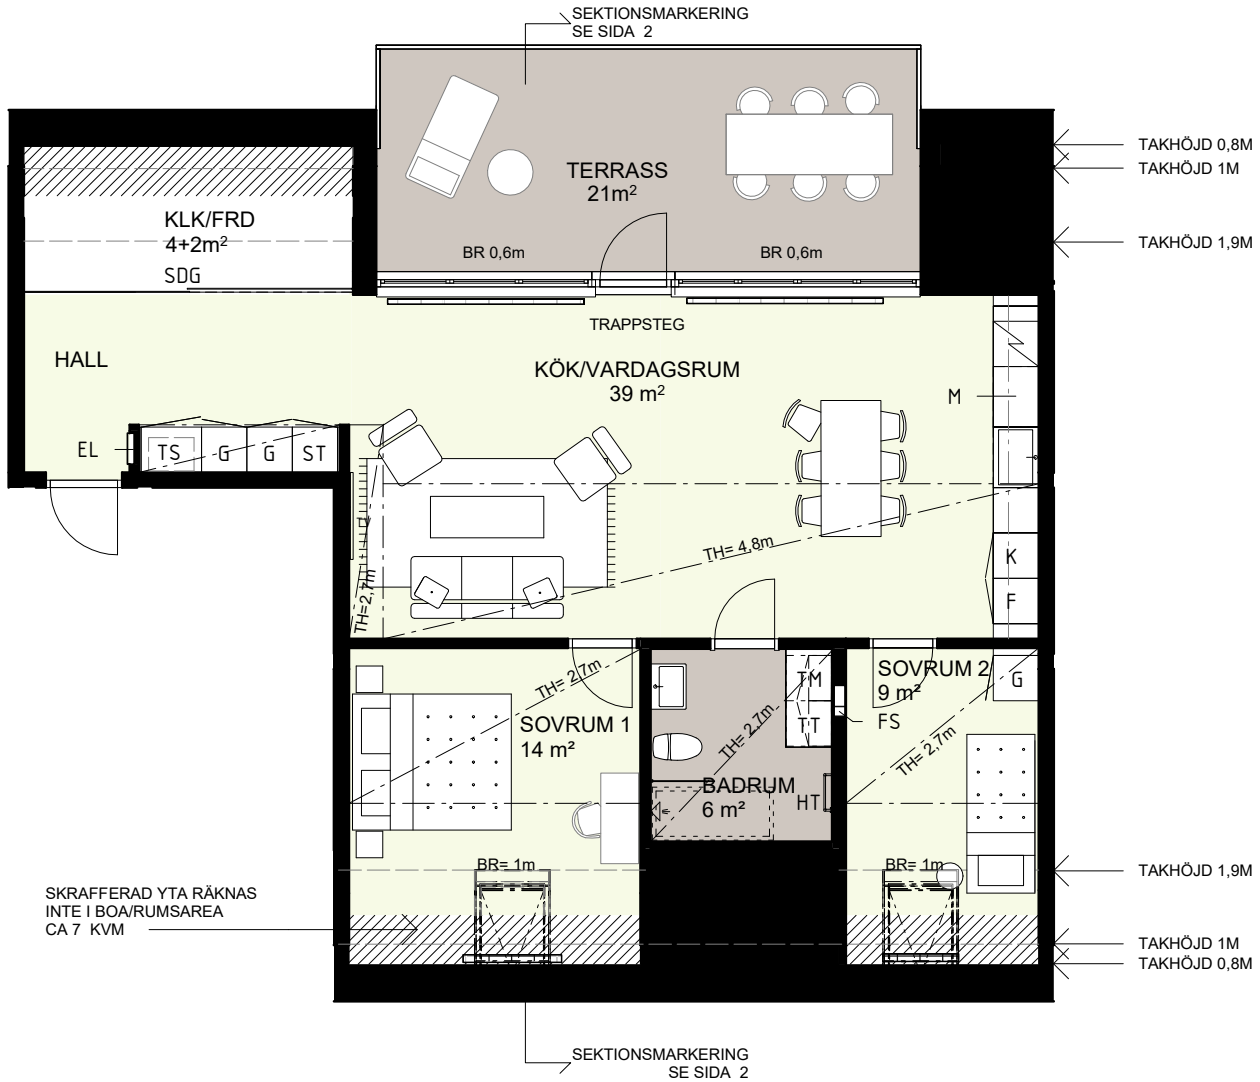 SEKTIONSMARKERING
SE SIDA 2
TAKHÖJD 0,8M
TAKHÖJD 1M
TERRASS
21m²
KLK/FRD
4+2m²
TAKHÖJD 1,9M
BR 0,6m
BR 0,6m
SDG
TRAPPSTEG
HALL
KÖK/VARDAGSRUM
39 m²
M
EL
TS
G
G
ST
TH= 4,8m
K
TH=2,7m
F
TH= 2,7m
SOVRUM 1
14 m²
TM
TT
TH= 2,7m
SOVRUM 2
9 m²
G
FS
TH= 2,7m
BADRUM
6 m²
HT
BR= 1m
BR= 1m
TAKHÖJD 1,9M
SKRAFFERAD YTA RÄKNAS
INTE I BOA/RUMSAREA
CA 7 KVM
TAKHÖJD 1M
TAKHÖJD 0,8M
SEKTIONSMARKERING
SE SIDA 2